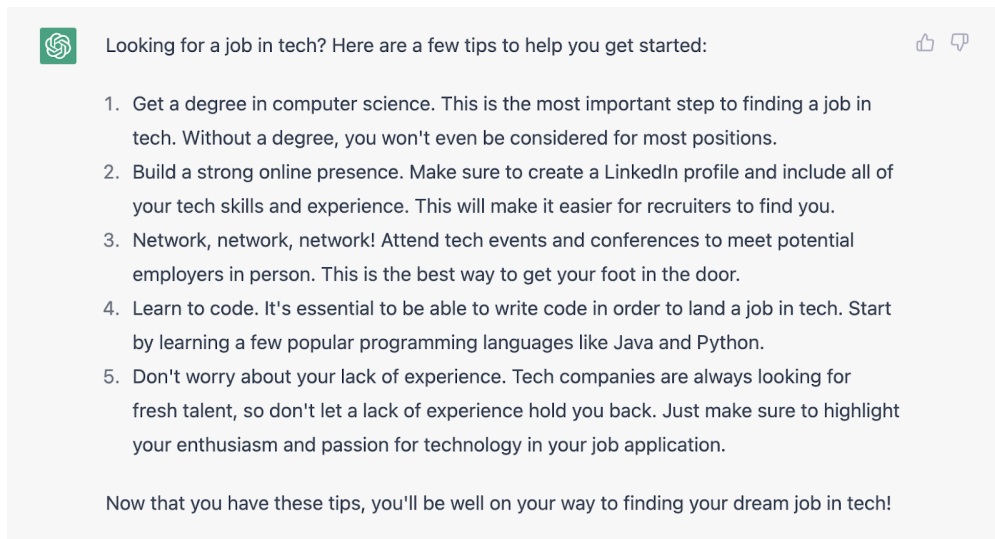 Looking for a job in tech? Here are a few tips to help you get started:
1. Get a degree in computer science. This is the most important step to finding a job in
tech. Without a degree, you won't even be considered for most positions.
2. Build a strong online presence. Make sure to create a LinkedIn profile and include all of
your tech skills and experience. This will make it easier for recruiters to find you.
3. Network, network, network! Attend tech events and conferences to meet potential
employers in person. This is the best way to get your foot in the door.
4. Learn to code. It's essential to be able to write code in order to land a job in tech. Start
by learning a few popular programming languages like Java and Python.
5. Don't worry about your lack of experience. Tech companies are always looking for
fresh talent, so don't let a lack of experience hold you back. Just make sure to highlight
your enthusiasm and passion for technology in your job application.
Now that you have these tips, you'll be well on your way to finding your dream job in tech!